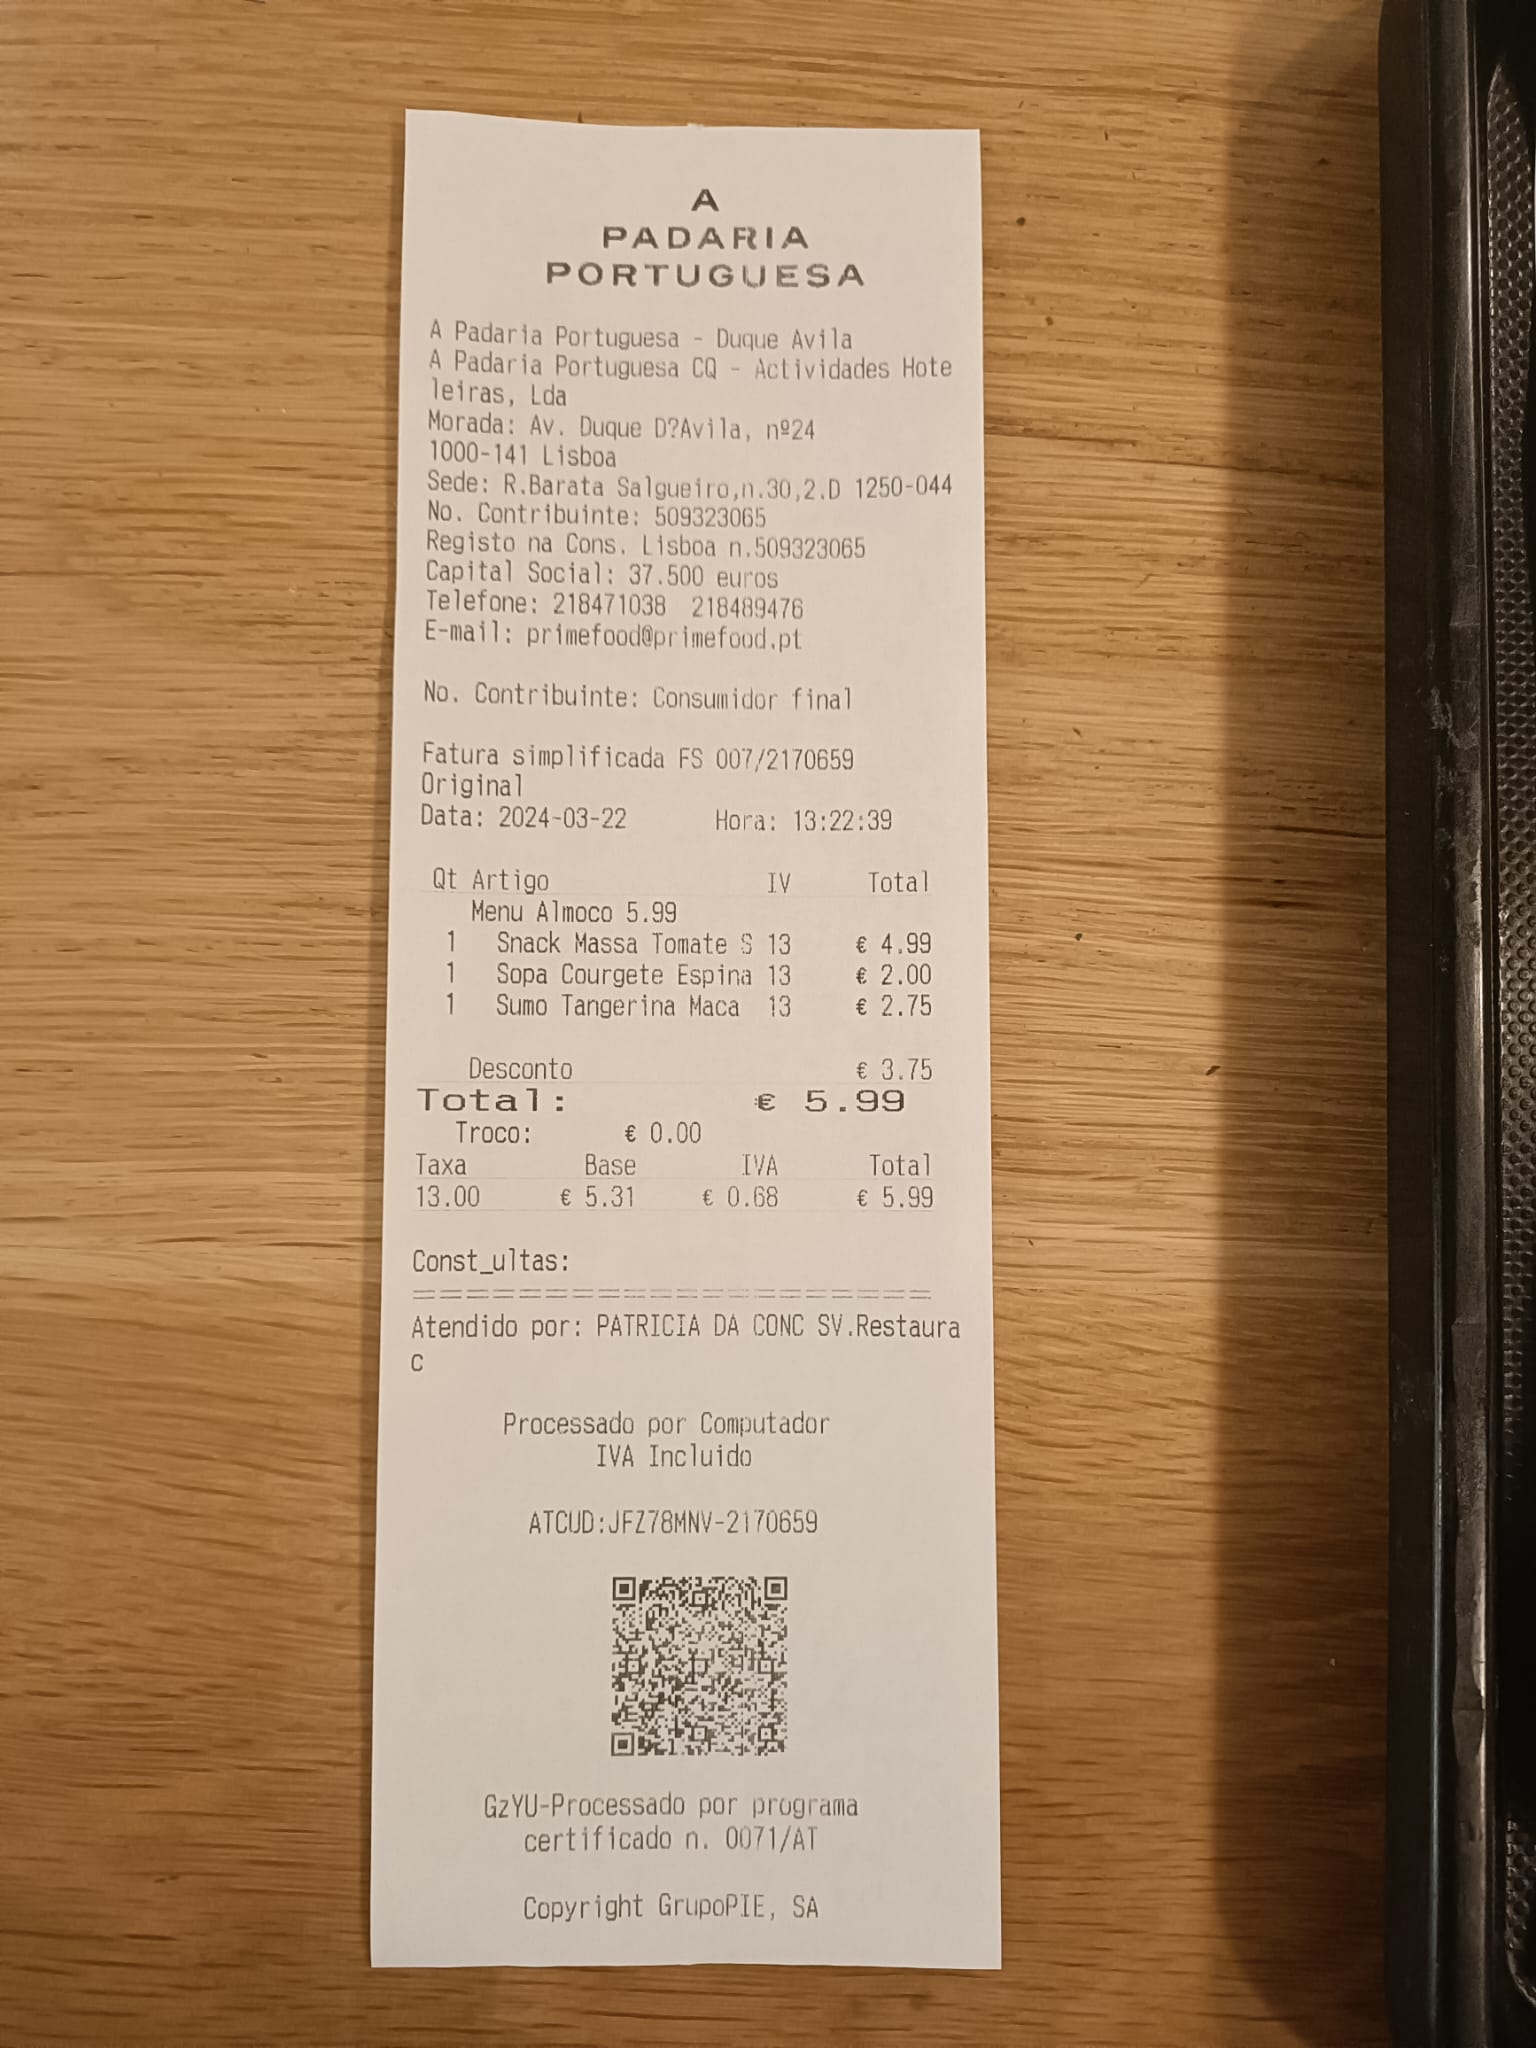 A
PADARIA
PORTUGUESA
A Padaria Portuguesa - Duque Avila
A Padaria Portuguesa CQ - Actividades Hote
leiras, Lda
Morada: Av. Duque D?Avila, nº24
1000-141 Lisboa
Sede: R.Barata Salgueiro,n.30,2.D 1250-044
No. Contribuinte: 509323065
Registo na Cons. Lisboa n.509323065
Capital Social: 37.500 euros
Telefone: 218471038 218489476
E-mail: primefood@primefood.pt
No. Contribuinte: Consumidor final
Fatura simplificada FS 007/2170659
Original
Data: 2024-03-22 Hora: 13:22:39
Qt Artigo IV Total
Menu Almoco 5.99
1 Snack Massa Tomate S 13 € 4.99
1 Sopa Courgete Espina 13 € 2.00
1 Sumo Tangerina Maca 13 € 2.75
Desconto € 3.75
Total: € 5.99
Troco: € 0.00
Taxa Base IVA Total
13.00 € 5.31 € 0.68 € 5.99
Const_ultas:
====================
Atendido por: PATRICIA DA CONC SV.Restaura
C
Processado por Computador
IVA Incluido
ATCUD:JFZ78MNV-2170659
GzYU-Processado por programa
certificado n. 0071/AT
Copyright GrupoPIE, SA